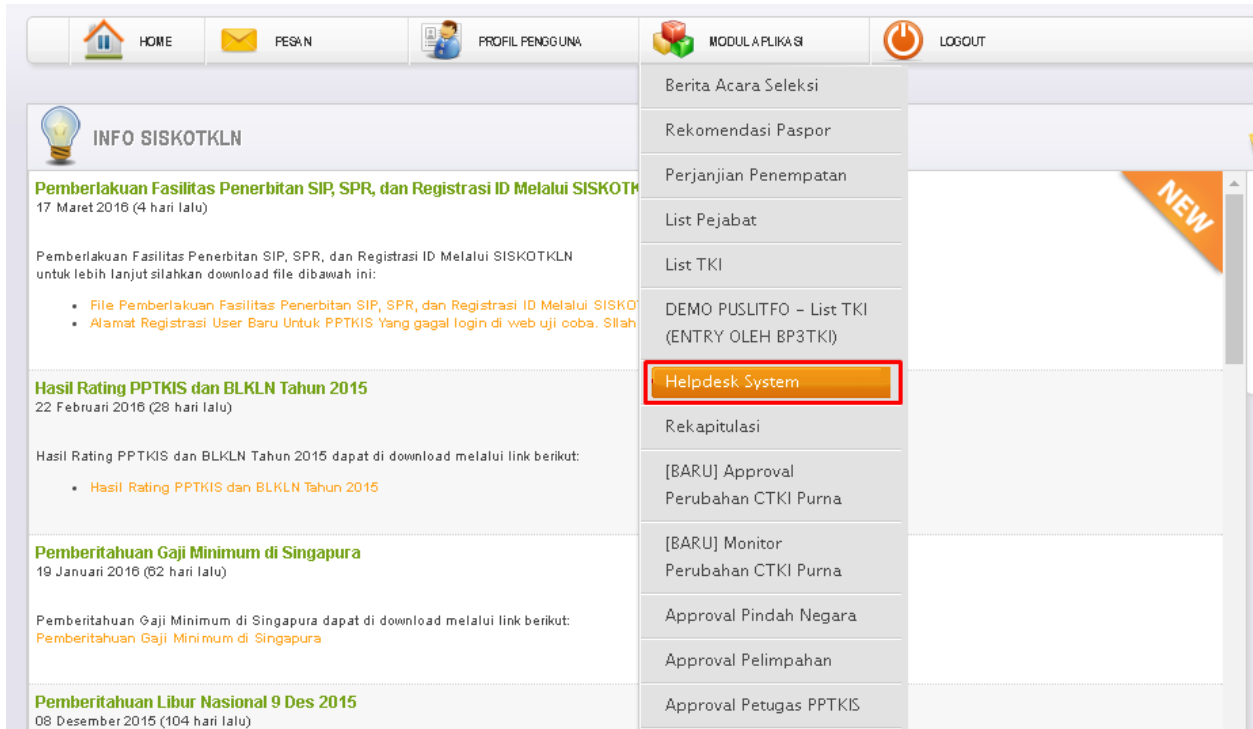 HOME
PESAN
PROFIL PENGGUNA
MODUL APLIKASI
LOGOUT
INFO SISKOTKLN
Pemberlakuan Fasilitas Penerbitan SIP, SPR, dan Registrasi ID Melalui SISKOTK
17 Maret 2016 (4 hari lalu)
NEW
Pemberlakuan Fasilitas Penerbitan SIP, SPR, dan Registrasi ID Melalui SISKOTKLN
untuk lebih lanjut silahkan download file dibawah ini:
File Pemberlakuan Fasilitas Penerbitan SIP, SPR, dan Registrasi ID Melalui SISKO
Alamat Registrasi User Baru Untuk PPTKIS Yang gagal login di web uji coba. SIlah
Hasil Rating PPTKIS dan BLKLN Tahun 2015
22 Februari 2016 (28 hari lalu)
Hasil Rating PPTKIS dan BLKLN Tahun 2015 dapat di download melalui link berikut:
Hasil Rating PPTKIS dan BLKLN Tahun 2015
Pemberitahuan Gaji Minimum di Singapura
19 Januari 2016 (62 hari lalu)
Pemberitahuan Gaji Minimum di Singapura dapat di download melalui link berikut:
Pemberitahuan Gaji Minimum di Singapura
Pemberitahuan Libur Nasional 9 Des 2015
08 Desember 2015 (104 hari lalu)
Berita Acara Seleksi
Rekomendasi Paspor
Perjanjian Penempatan
List Pejabat
List TKI
DEMO PUSLITFO – List TKI
(ENTRY OLEH BP3TKI)
Helpdesk System
Rekapitulasi
[BARU] Approval
Perubahan CTKI Purna
[BARU] Monitor
Perubahan CTKI Purna
Approval Pindah Negara
Approval Pelimpahan
Approval Petugas PPTKIS